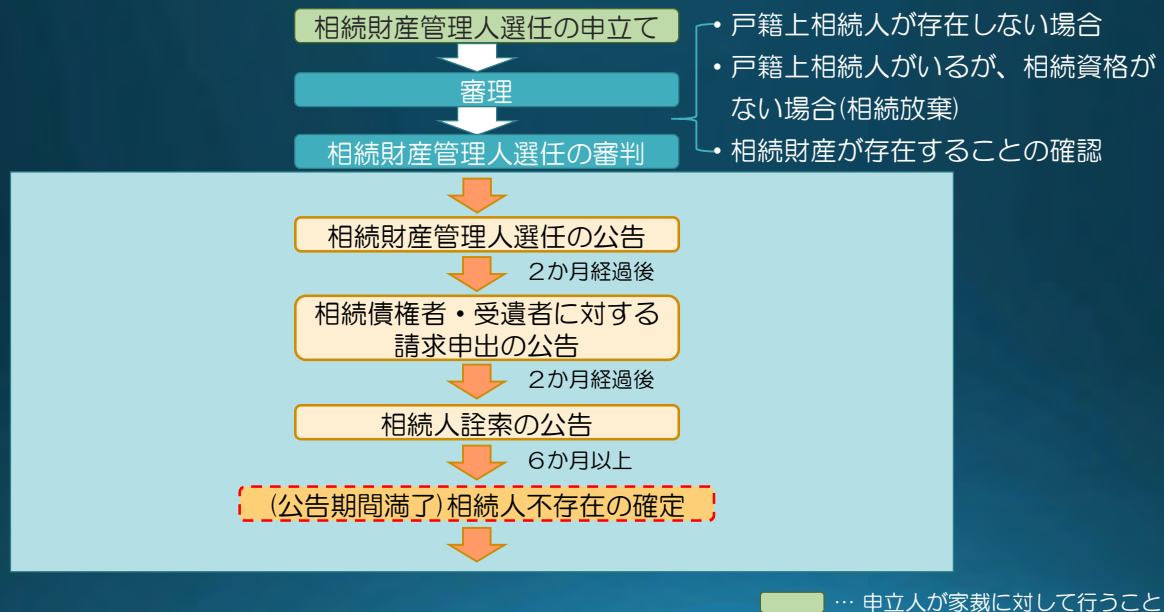 相続財産管理人選任の申立て
審理
相続財産管理人選任の審判
・戸籍上相続人が存在しない場合
・戸籍上相続人がいるが、相続資格が
ない場合(相続放棄)
・相続財産が存在することの確認
相続財産管理人選任の公告
2か月経過後
相続債権者・受遺者に対する
請求申出の公告
2か月経過後
相続人詮索の公告
6か月以上
(公告期間満了)相続人不存在の確定
… 申立人が家裁に対して行うこと